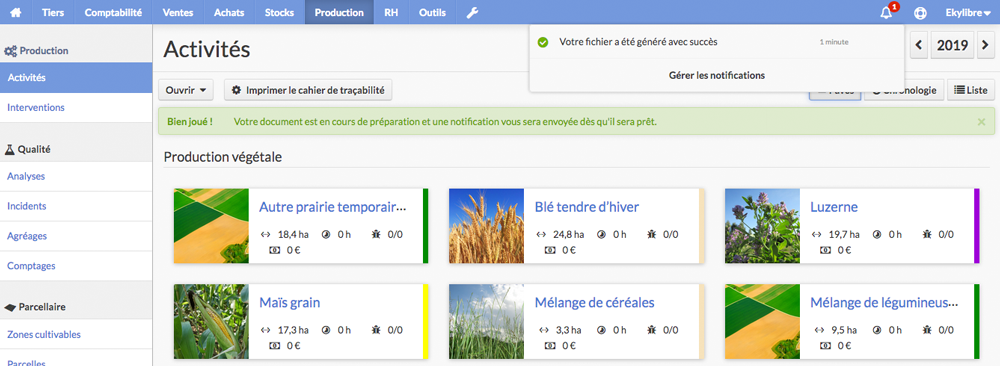 Tiers Comptabilité Ventes Achats Stocks Production RH Outils 1 Ekylibre
Production
Activités
Interventions
Qualité
Analyses
Incidents
Agréages
Comptages
Parcellaire
Zones cultivables
Parcelles
Activités
Votre fichier a été généré avec succès 1 minute
Gérer les notifications
2019
Ouvrir Imprimer le cahier de traçabilité
Chronologie Liste
Bien joué ! Votre document est en cours de préparation et une notification vous sera envoyée dès qu'il sera prêt. ×
Production végétale
Autre prairie temporair...
18,4 ha 0 h 0/0
0 €
Blé tendre d'hiver
24,8 ha 0 h 0/0
0 €
Luzerne
19,7 ha 0 h 0/0
0 €
Maïs grain
17,3 ha 0 h 0/0
0 €
Mélange de céréales
3,3 ha 0 h 0/0
0 €
Mélange de légumineus...
9,5 ha 0 h 0/0
0 €